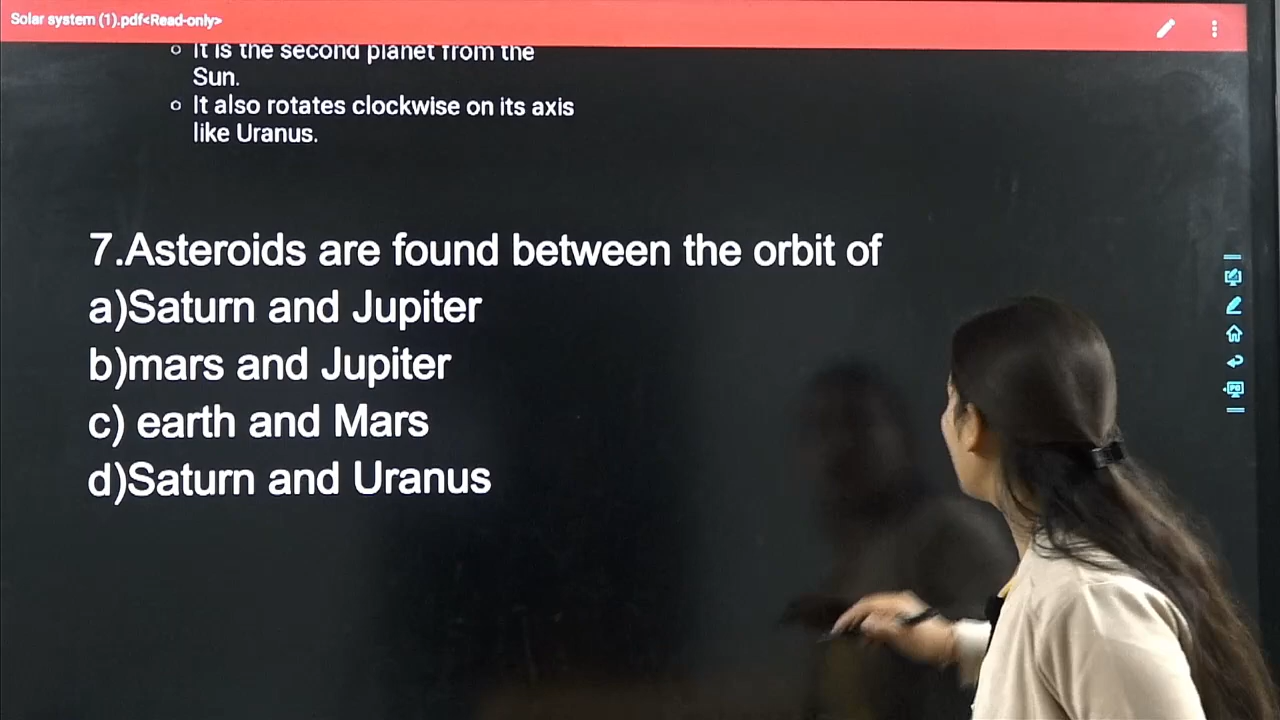 Solar system (1).pdf<Read-only>
It is the second planet from the
Sun.
It also rotates clockwise on its axis
like Uranus.
7.Asteroids are found between the orbit of
a)Saturn and Jupiter
b)mars and Jupiter
c) earth and Mars
d)Saturn and Uranus